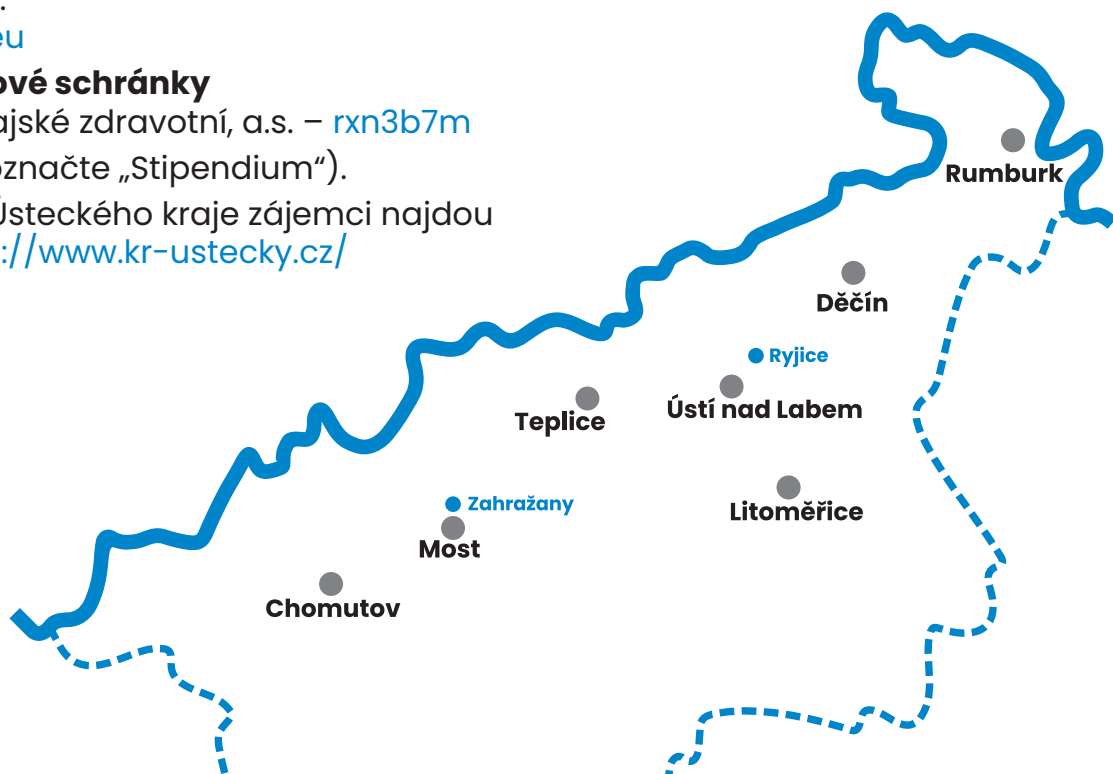 .
eu
ové schránky
ajské zdravotní, a.s. – rxn3b7m
označte „Stipendium“).
Ústeckého kraje zájemci najdou
://www.kr-ustecky.cz/
Rumburk
Děčín
Ryjice
Ústí nad Labem
Teplice
Litoměřice
Zahražany
Most
Chomutov